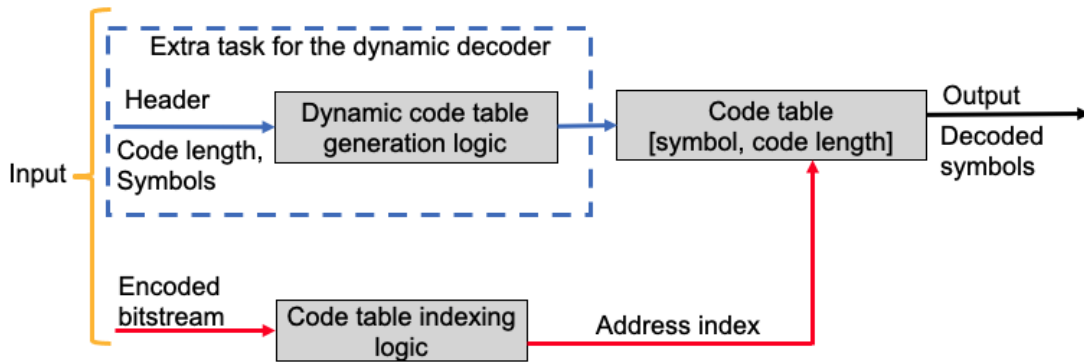 Extra task for the dynamic decoder
Header
Code length,
Symbols
Dynamic code table
generation logic
Code table
[symbol, code length]
Output
Decoded
symbols
Input
Encoded
bitstream
Code table indexing
logic
Address index